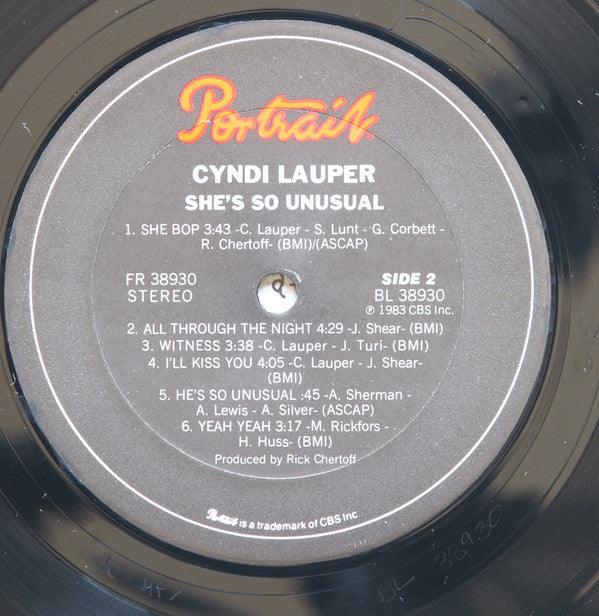 Portrait
CYNDI LAUPER
SHE'S SO UNUSUAL
1. SHE BOP 3:43 -C. Lauper - S. Lunt - G. Corbett -
R. Chertoff- (BMI)/(ASCAP)
FR 38930
STEREO
SIDE 2
BL 38930
℗ 1983 CBS Inc.
2. ALL THROUGH THE NIGHT 4:29 -J. Shear- (BMI)
3. WITNESS 3:38 -C. Lauper - J. Turi- (BMI)
4. I'LL KISS YOU 4:05 -C. Lauper - J. Shear-
(BMI)
5. HE'S SO UNUSUAL :45 -A. Sherman -
A. Lewis - A. Silver- (ASCAP)
6. YEAH YEAH 3:17 -M. Rickfors -
H. Huss- (BMI)
Produced by Rick Chertoff
Portrait is a trademark of CBS Inc.
38930